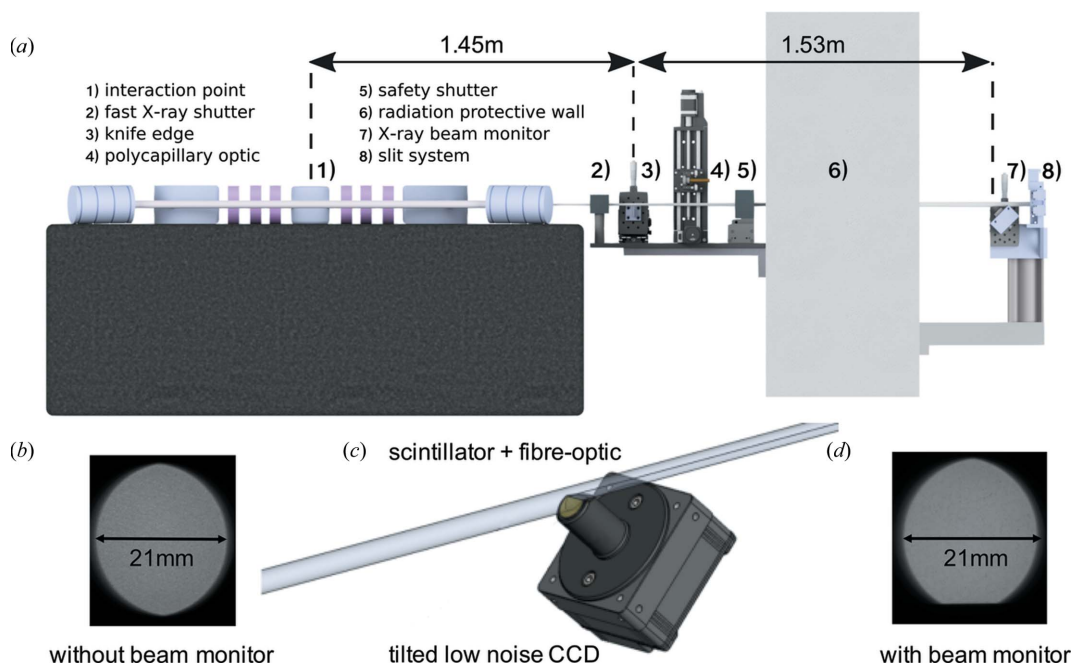 (a)
1.45m
1.53m
1) interaction point
2) fast X-ray shutter
3) knife edge
4) polycapillary optic
5) safety shutter
6) radiation protective wall
7) X-ray beam monitor
8) slit system
1)
2)
3)
4)
5)
6)
7)
8)
(b)
21mm
without beam monitor
(c)
scintillator + fibre-optic
tilted low noise CCD
(d)
21mm
with beam monitor